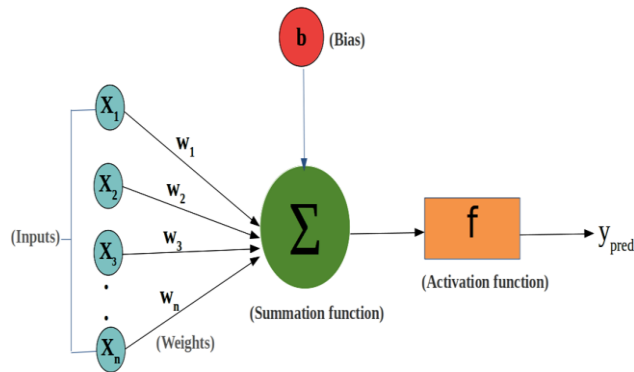 b (Bias)
X1
w1
X2
w2
(Inputs)
X3
w3
Σ
f
ypred
(Activation function)
wn
(Summation function)
(Weights)
Xn